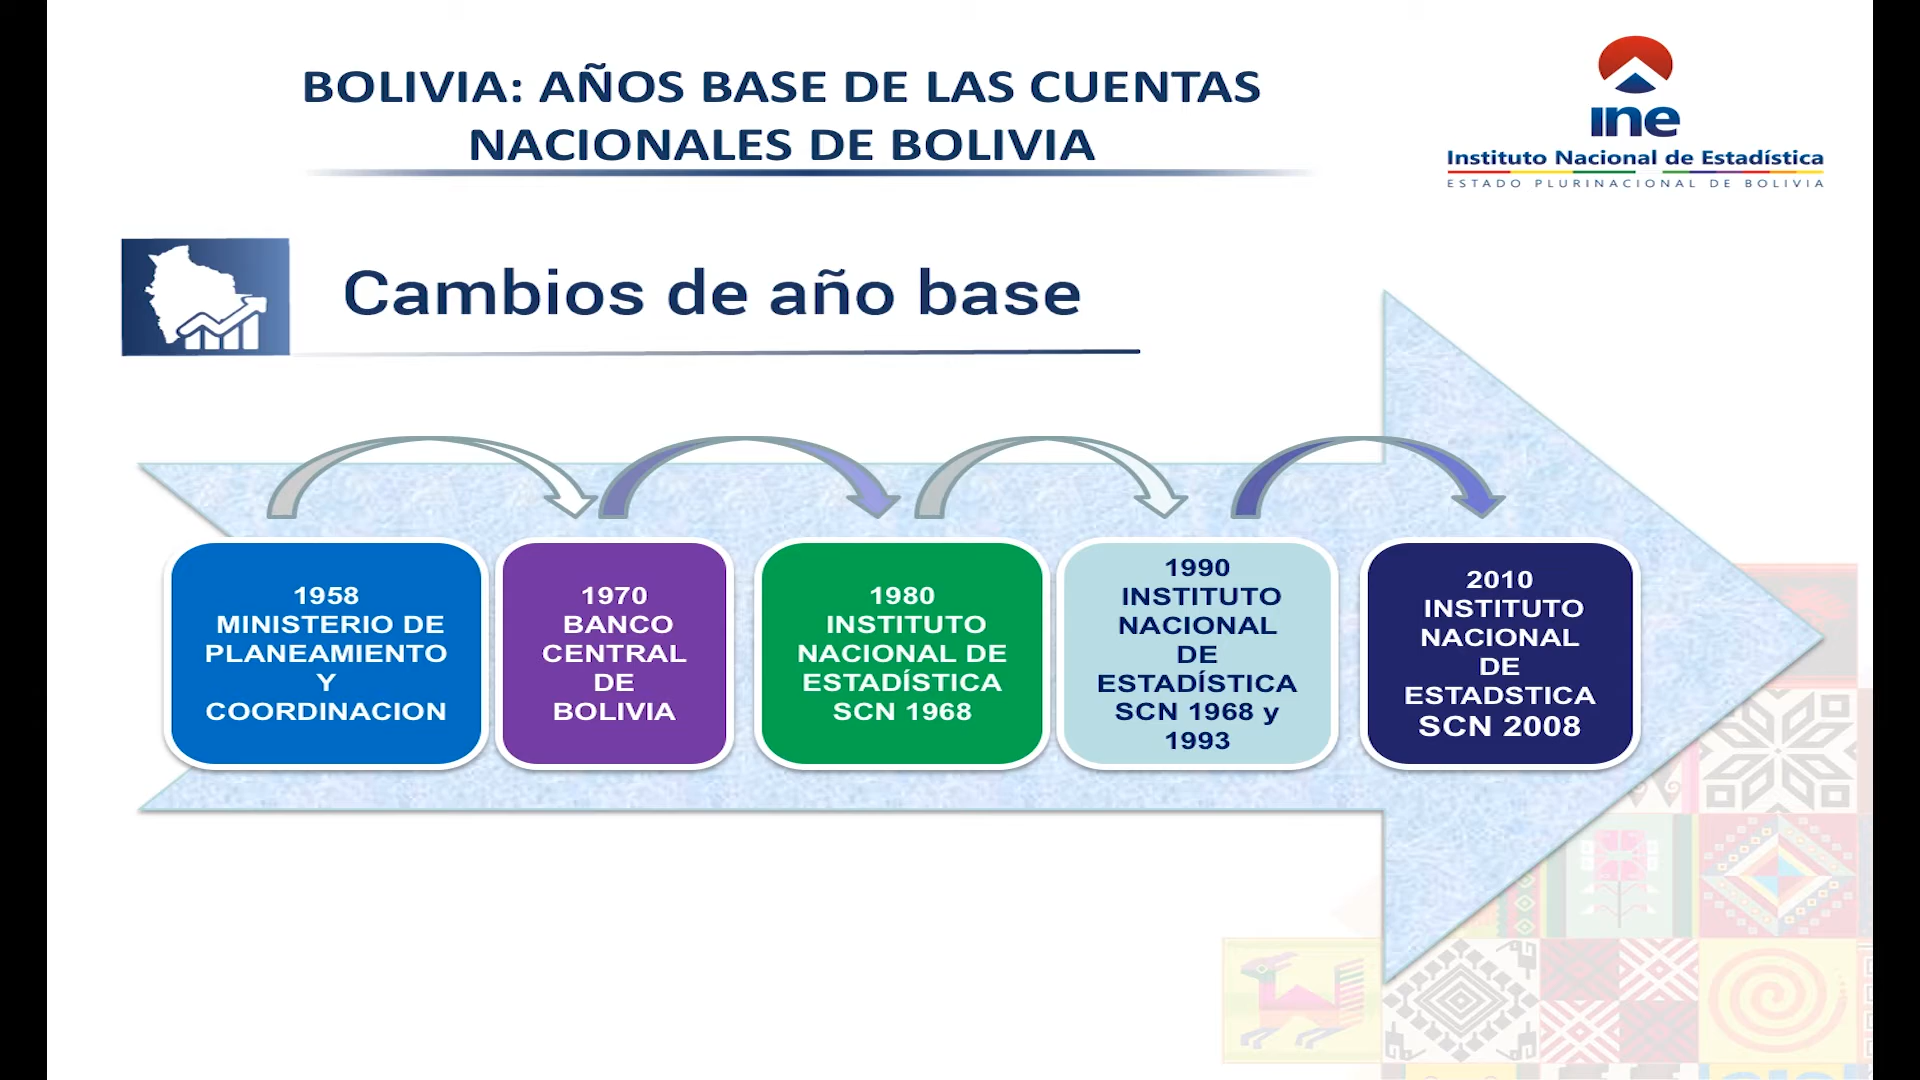 BOLIVIA: AÑOS BASE DE LAS CUENTAS
NACIONALES DE BOLIVIA
ine
Instituto Nacional de Estadística
ESTADO PLURINACIONAL DE BOLIVIA
Cambios de año base
1958
MINISTERIO DE
PLANEAMIENTO
Y
COORDINACION
1970
BANCO
CENTRAL
DE
BOLIVIA
1980
INSTITUTO
NACIONAL DE
ESTADÍSTICA
SCN 1968
1990
INSTITUTO
NACIONAL
DE
ESTADÍSTICA
SCN 1968 y
1993
2010
INSTITUTO
NACIONAL
DE
ESTADSTICA
SCN 2008